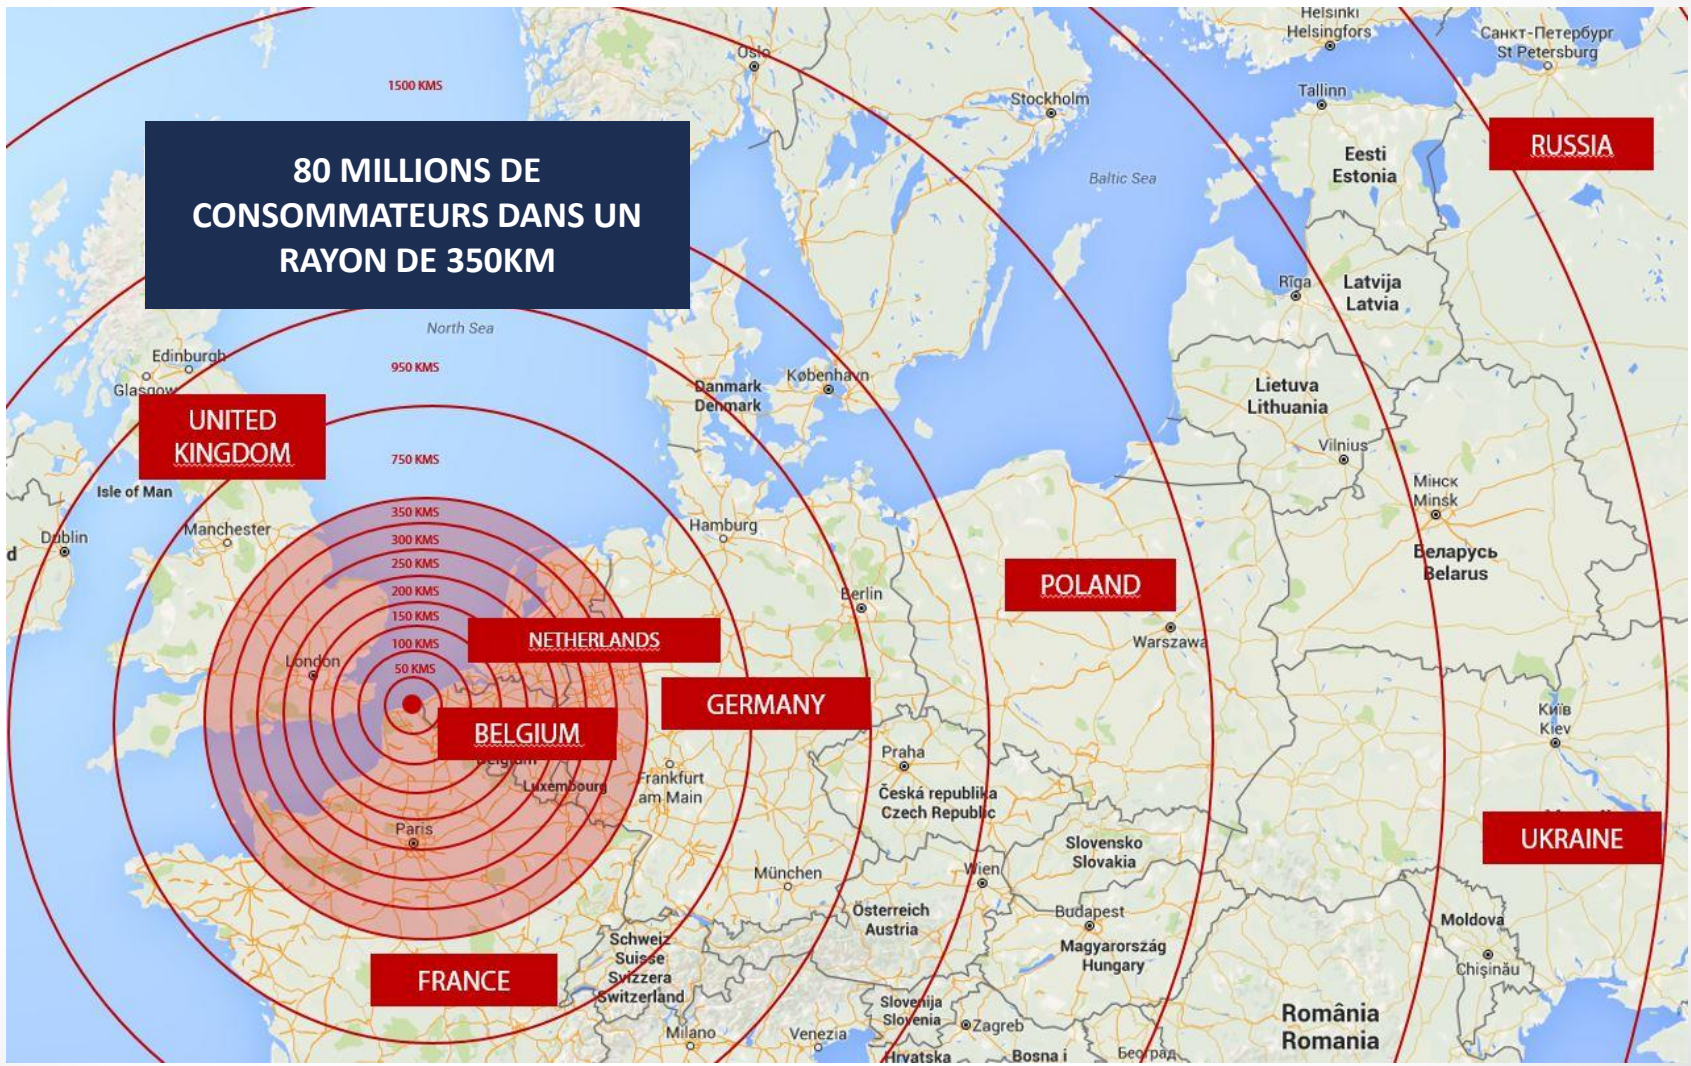 Helsinki
Helsingfors
Санкт-Петербург
St Petersburg
Oslo
1500 KMS
Stockholm
Tallinn
80 MILLIONS DE
CONSOMMATEURS DANS UN
RAYON DE 350KM
RUSSIA
Eesti
Estonia
Baltic Sea
Rīga
Latvija
Latvia
North Sea
Edinburgh
Glasgow
950 KMS
Danmark
Denmark
København
Lietuva
Lithuania
UNITED
KINGDOM
Vilnius
750 KMS
Isle of Man
Мінск
Minsk
350 KMS
Manchester
Hamburg
Dublin
d
300 KMS
Беларусь
Belarus
250 KMS
POLAND
200 KMS
Berlin
150 KMS
NETHERLANDS
Warszawa
100 KMS
London
50 KMS
GERMANY
Київ
Kiev
BELGIUM
Belgium
Praha
Luxembourg
Frankfurt
am Main
Česká republika
Czech Republic
Paris
UKRAINE
Slovensko
Slovakia
München
Wien
Österreich
Austria
Budapest
Moldova
Magyarország
Hungary
Schweiz
Suisse
Svizzera
Switzerland
FRANCE
Chișinău
Slovenija
Slovenia
Zagreb
România
Romania
Milano
Venezia
Hrvatska
Bosna i
Београд